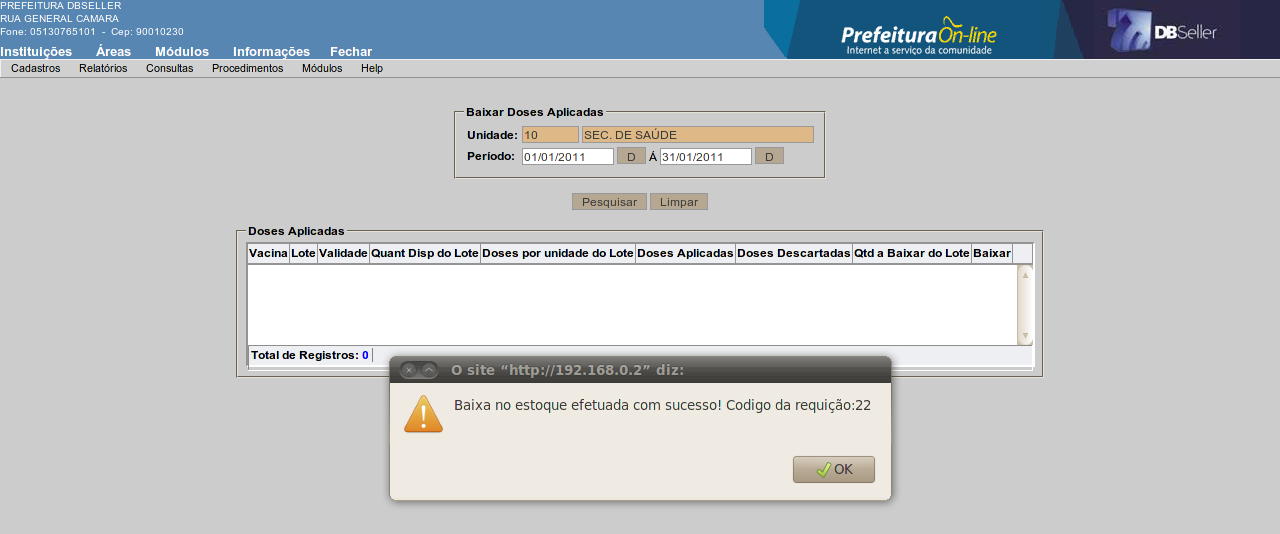 PREFEITURA DBSELLER
RUA GENERAL CAMARA
Fone: 05130765101 - Cep: 90010230
Instituições Áreas Módulos Informações Fechar
Prefeitura On-line
Internet a serviço da comunidade
DBSeller
Cadastros Relatórios Consultas Procedimentos Módulos Help
Baixar Doses Aplicadas
Unidade: 10 SEC. DE SAÚDE
Período: 01/01/2011 D Á 31/01/2011 D
Pesquisar Limpar
Doses Aplicadas
Vacina Lote Validade Quant Disp do Lote Doses por unidade do Lote Doses Aplicadas Doses Descartadas Qtd a Baixar do Lote Baixar
Total de Registros: 0
O site “http://192.168.0.2” diz:
Baixa no estoque efetuada com sucesso! Codigo da requição:22
OK